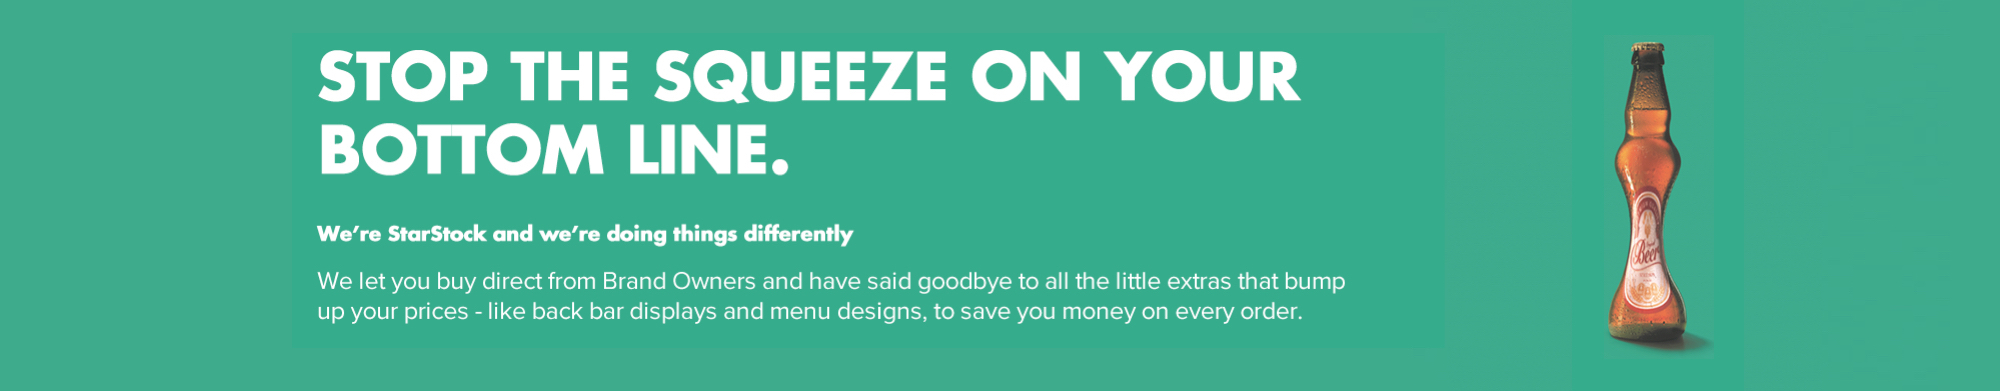 STOP THE SQUEEZE ON YOUR
BOTTOM LINE.
We're StarStock and we're doing things differently
We let you buy direct from Brand Owners and have said goodbye to all the little extras that bump
up your prices - like back bar displays and menu designs, to save you money on every order.
Beer